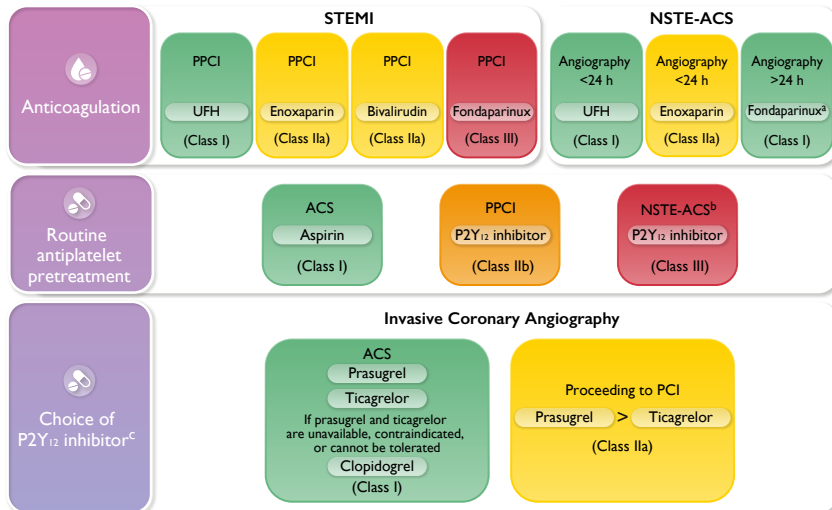 STEMI
NSTE-ACS
Anticoagulation
PPCI
UFH
(Class I)
PPCI
Enoxaparin
(Class IIa)
PPCI
Bivalirudin
(Class IIa)
PPCI
Fondaparinux
(Class III)
Angiography
<24 h
UFH
(Class I)
Angiography
<24 h
Enoxaparin
(Class IIa)
Angiography
>24 h
Fondaparinuxᵃ
(Class I)
Routine
antiplatelet
pretreatment
ACS
Aspirin
(Class I)
PPCI
P2Y₁₂ inhibitor
(Class IIb)
NSTE-ACSᵇ
P2Y₁₂ inhibitor
(Class III)
Choice of
P2Y₁₂ inhibitorᶜ
Invasive Coronary Angiography
ACS
Prasugrel
Ticagrelor
If prasugrel and ticagrelor
are unavailable, contraindicated,
or cannot be tolerated
Clopidogrel
(Class I)
Proceeding to PCI
Prasugrel > Ticagrelor
(Class IIa)